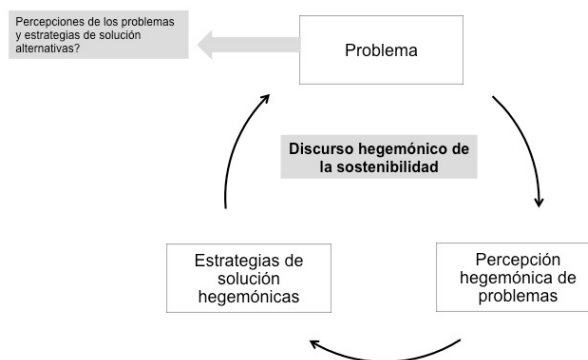 Percepciones de los problemas
y estrategias de solución
alternativas?
Problema
Discurso hegemónico de
la sostenibilidad
Estrategias de
solución
hegemónicas
Percepción
hegemónica de
problemas